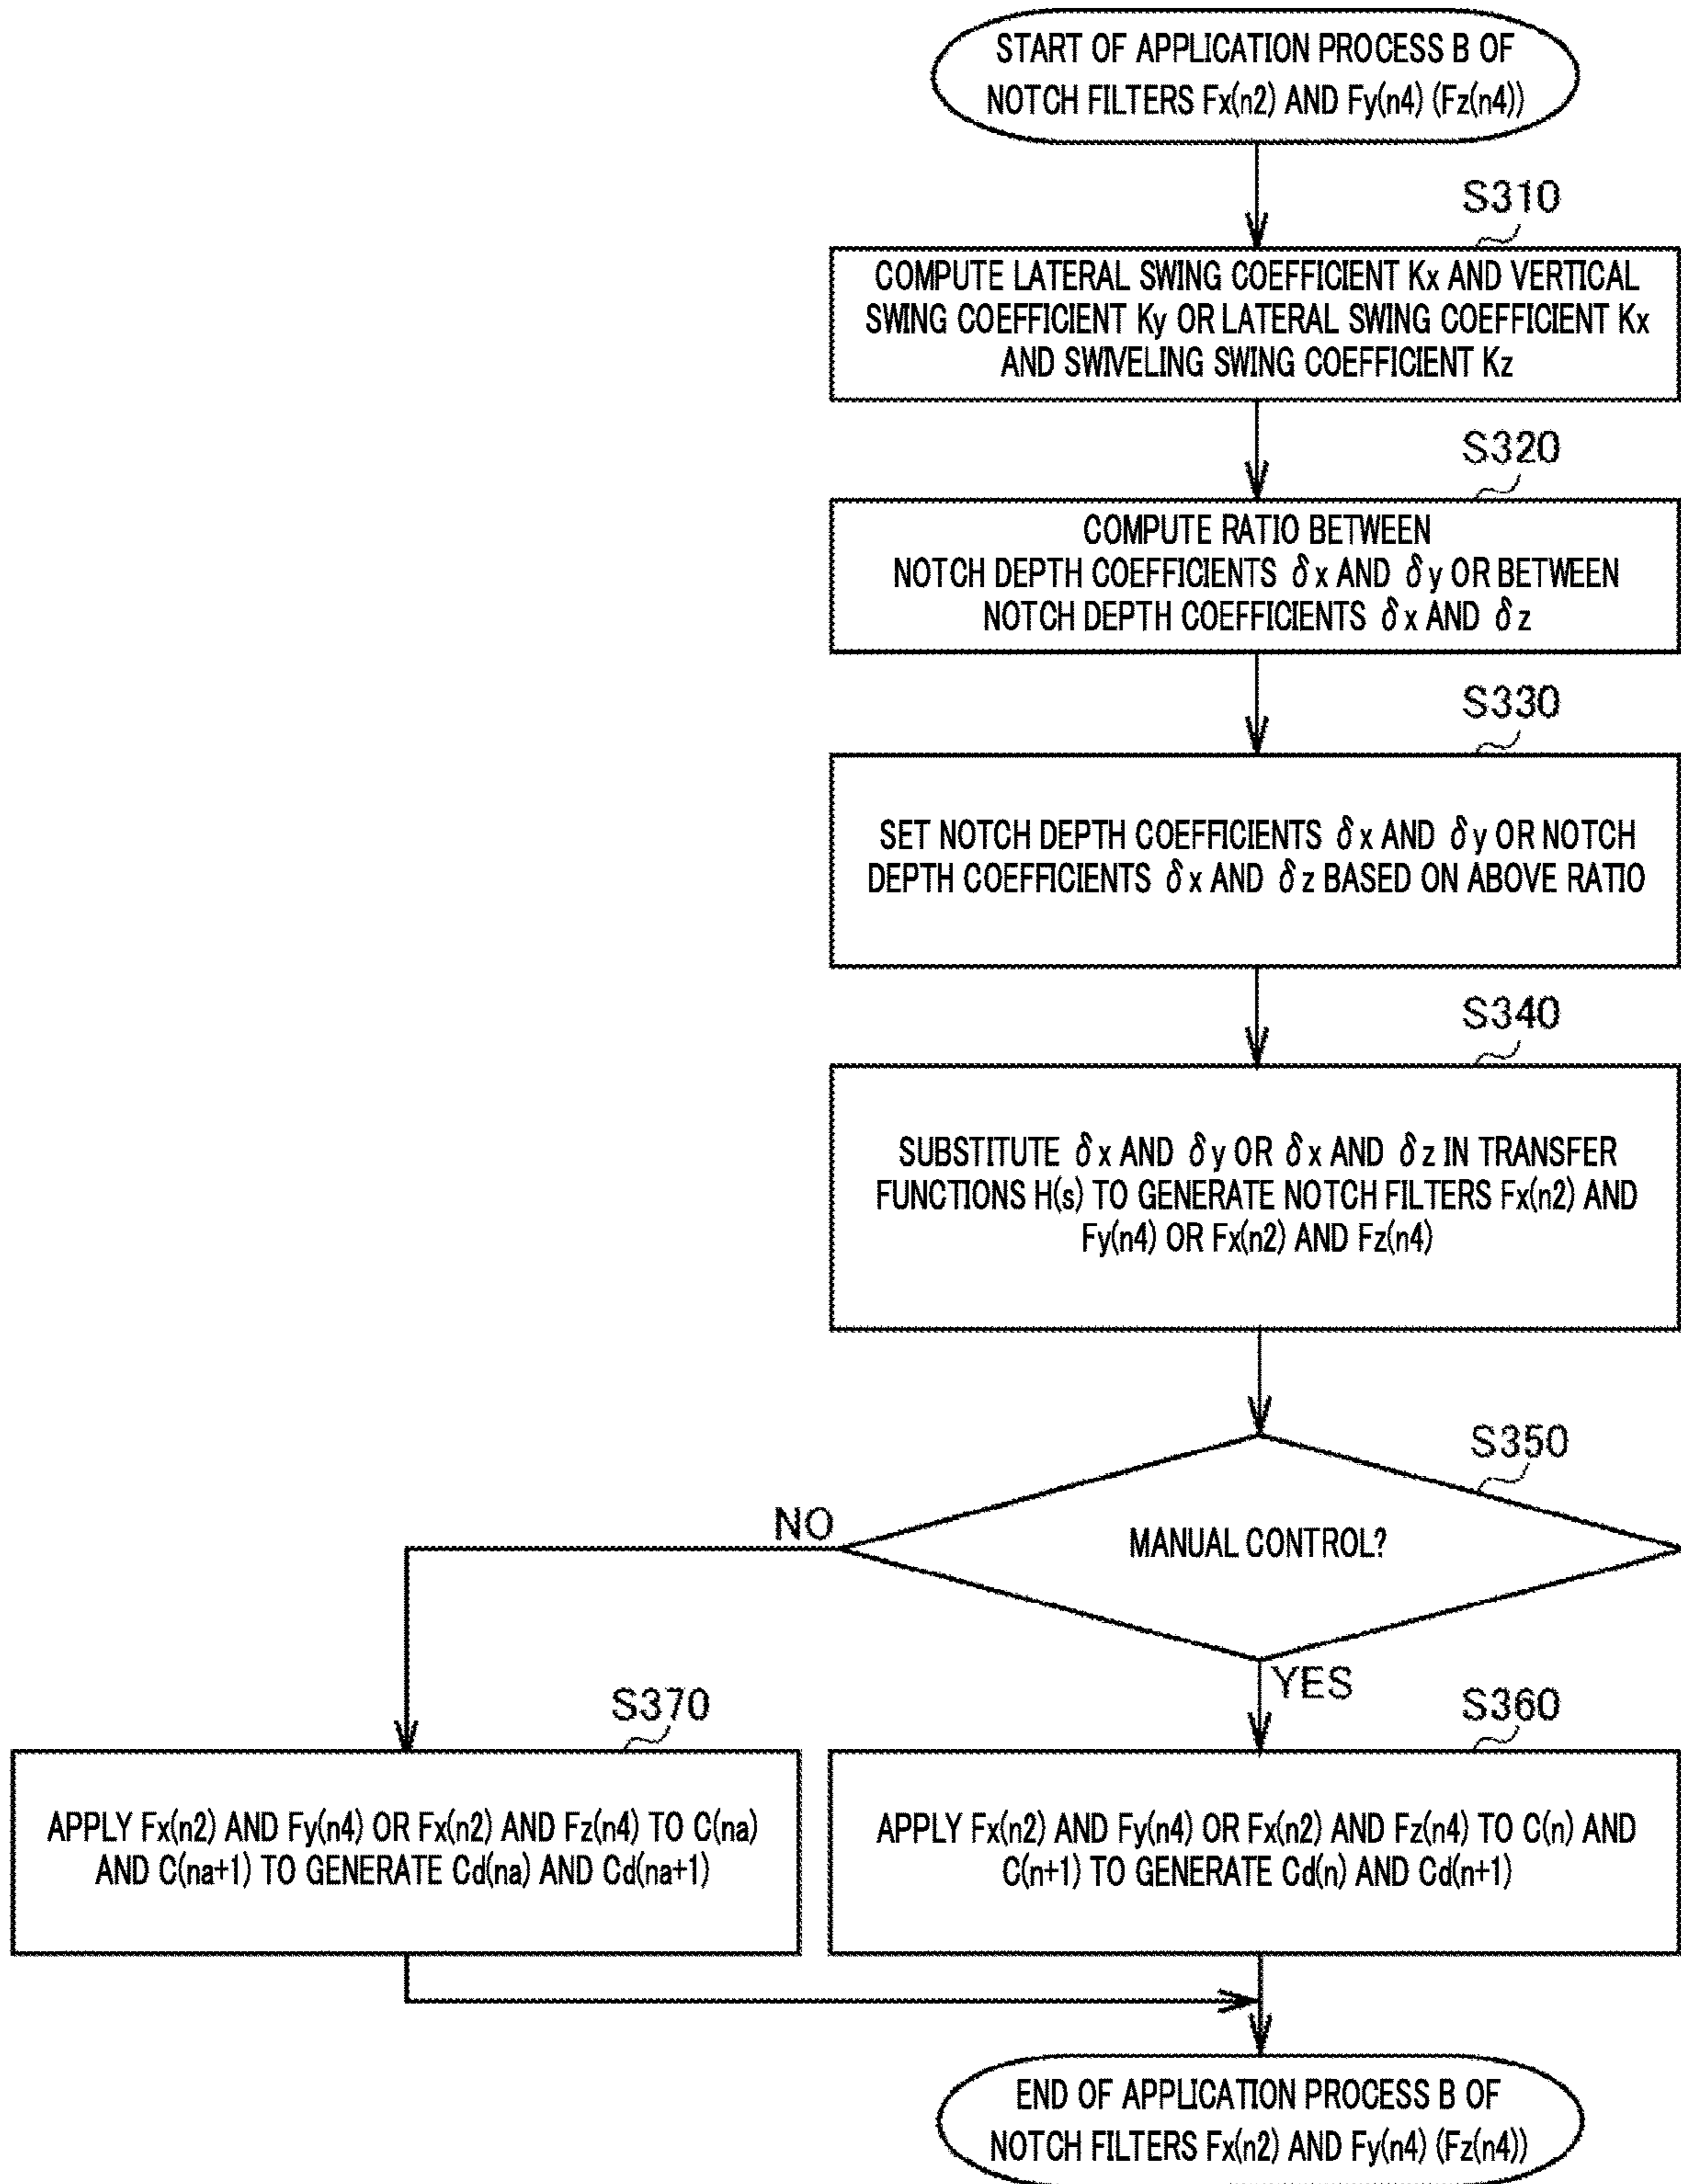 START OF APPLICATION PROCESS B OF
NOTCH FILTERS Fx(n2) AND Fy(n4) (Fz(n4))
S310
COMPUTE LATERAL SWING COEFFICIENT Kx AND VERTICAL
SWING COEFFICIENT Ky OR LATERAL SWING COEFFICIENT Kx
AND SWIVELING SWING COEFFICIENT Kz
S320
COMPUTE RATIO BETWEEN
NOTCH DEPTH COEFFICIENTS δx AND δy OR BETWEEN
NOTCH DEPTH COEFFICIENTS δx AND δz
S330
SET NOTCH DEPTH COEFFICIENTS δx AND δy OR NOTCH
DEPTH COEFFICIENTS δx AND δz BASED ON ABOVE RATIO
S340
SUBSTITUTE δx AND δy OR δx AND δz IN TRANSFER
FUNCTIONS H(s) TO GENERATE NOTCH FILTERS Fx(n2) AND
Fy(n4) OR Fx(n2) AND Fz(n4)
S350
MANUAL CONTROL?
NO
YES
S370
APPLY Fx(n2) AND Fy(n4) OR Fx(n2) AND Fz(n4) TO C(na)
AND C(na+1) TO GENERATE Cd(na) AND Cd(na+1)
S360
APPLY Fx(n2) AND Fy(n4) OR Fx(n2) AND Fz(n4) TO C(n) AND
C(n+1) TO GENERATE Cd(n) AND Cd(n+1)
END OF APPLICATION PROCESS B OF
NOTCH FILTERS Fx(n2) AND Fy(n4) (Fz(n4))